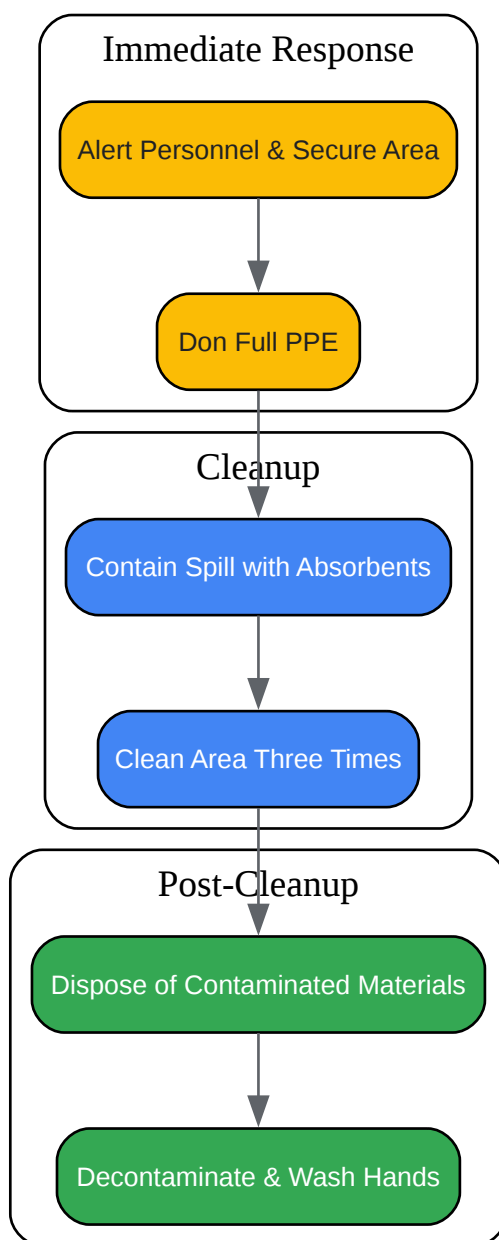 Immediate Response
Alert Personnel & Secure Area
Don Full PPE
Cleanup
Contain Spill with Absorbents
Clean Area Three Times
Post-Cleanup
Dispose of Contaminated Materials
Decontaminate & Wash Hands